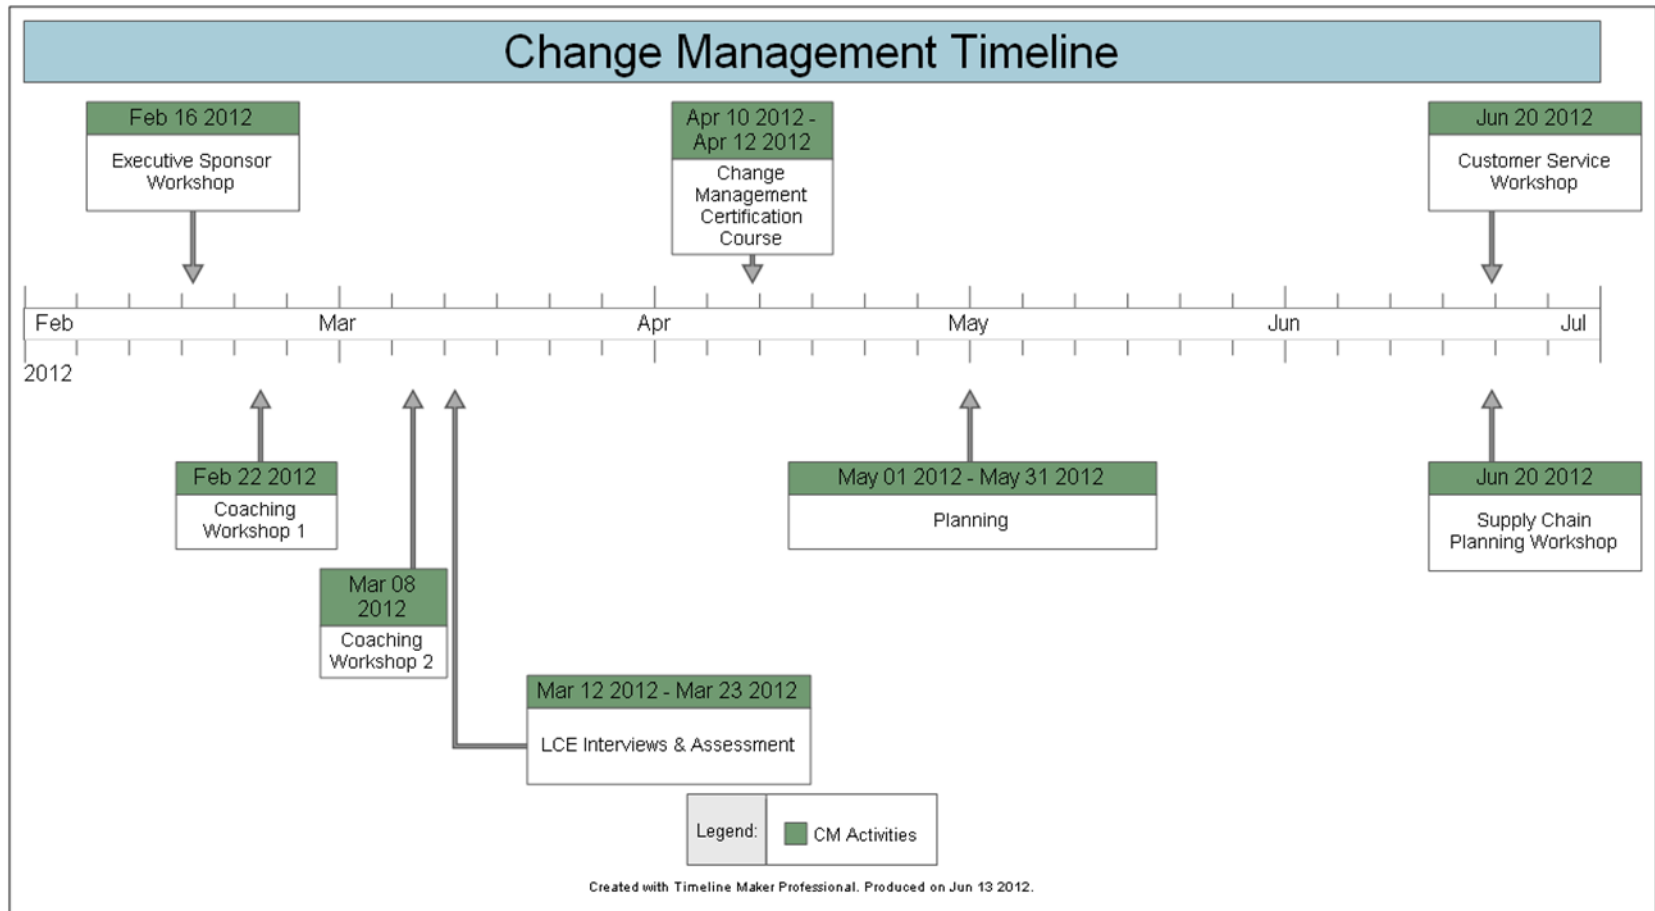 Change Management Timeline
Feb 16 2012
Executive Sponsor
Workshop
Apr 10 2012 -
Apr 12 2012
Change
Management
Certification
Course
Jun 20 2012
Customer Service
Workshop
Feb Mar Apr May Jun Jul
2012
Feb 22 2012
Coaching
Workshop 1
Mar 08
2012
Coaching
Workshop 2
Mar 12 2012 - Mar 23 2012
LCE Interviews & Assessment
May 01 2012 - May 31 2012
Planning
Jun 20 2012
Supply Chain
Planning Workshop
Legend: CM Activities
Created with Timeline Maker Professional. Produced on Jun 13 2012.